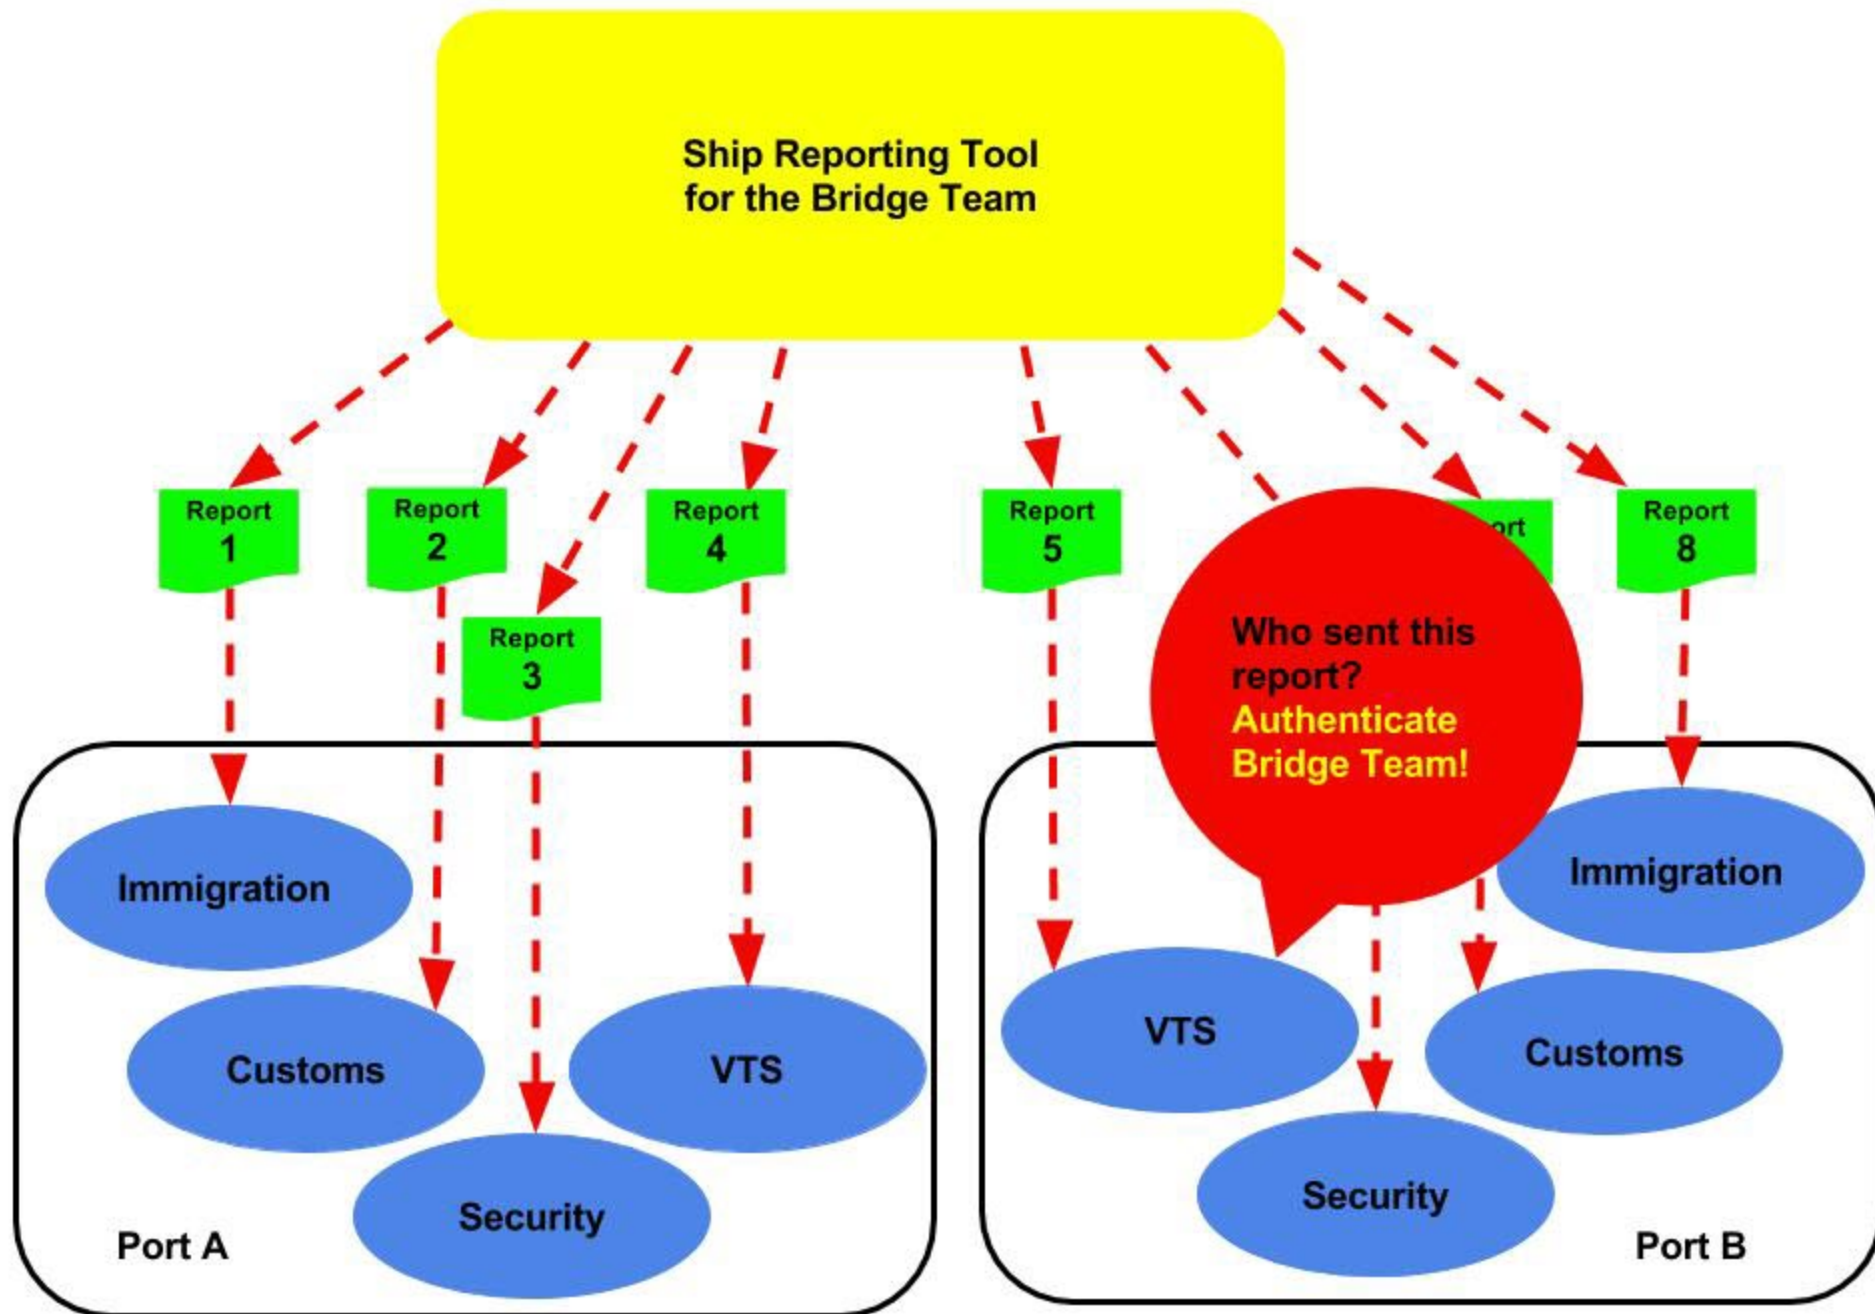 Ship Reporting Tool
for the Bridge Team
Report
1
Report
2
Report
3
Report
4
Report
5
Report
8
Who sent this
report?
Authenticate
Bridge Team!
Immigration
Customs
Security
VTS
Port A
VTS
Security
Customs
Immigration
Port B